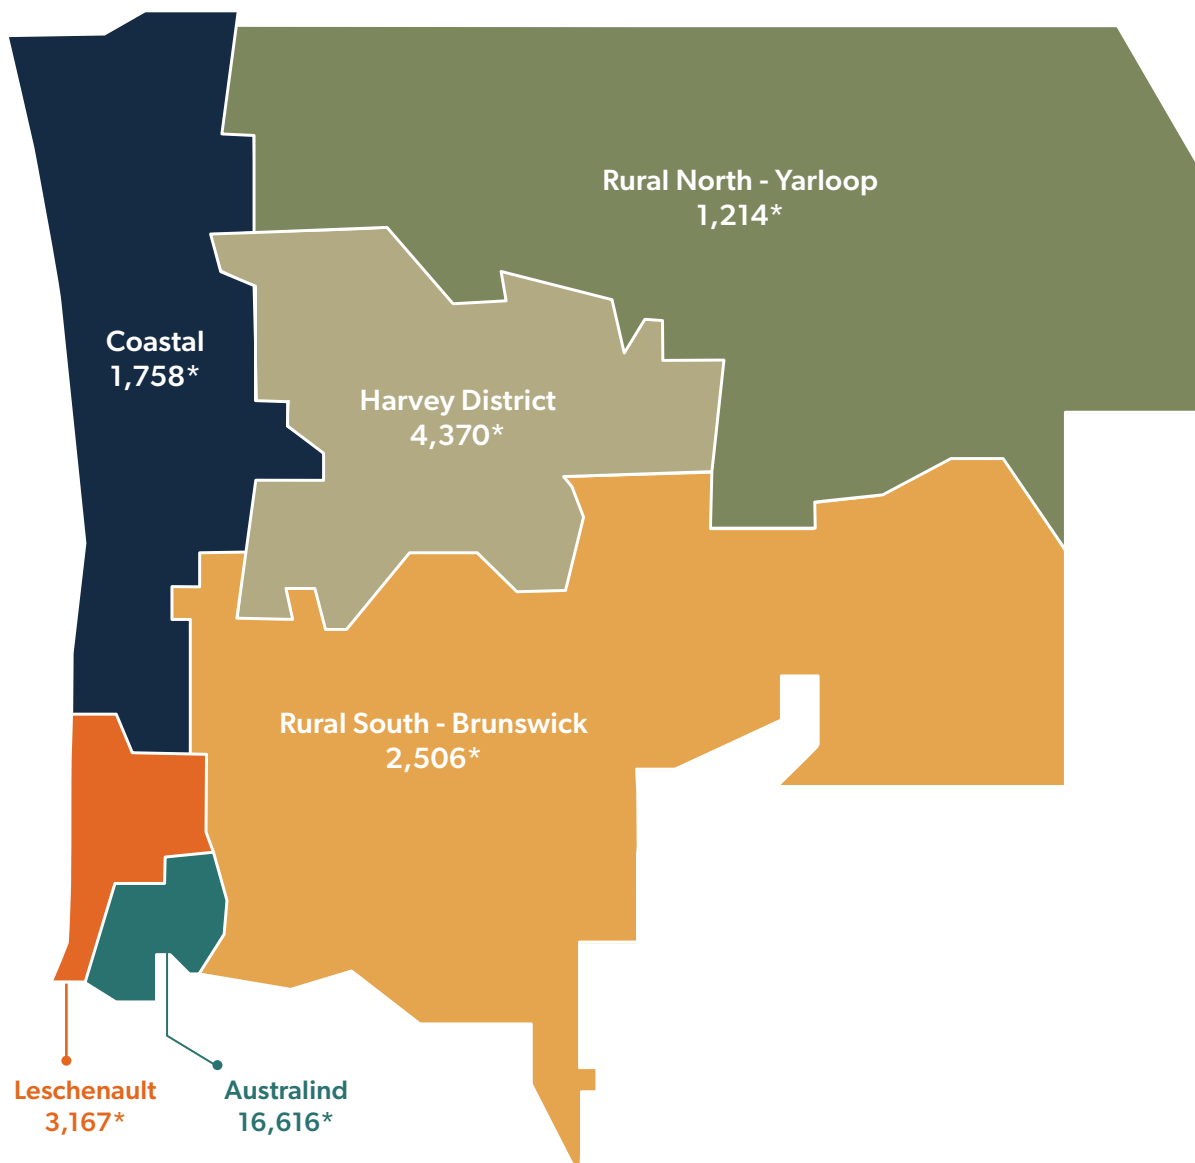 Rural North - Yarloop
1,214*
Coastal
1,758*
Harvey District
4,370*
Rural South - Brunswick
2,506*
Leschenault
3,167*
Australind
16,616*